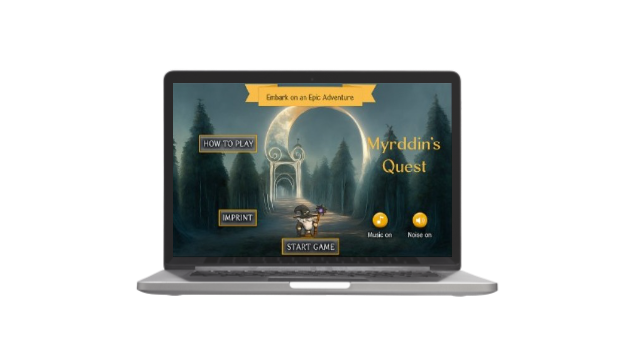 Embark on an Epic Adventure
HOW TO PLAY
Myrddin's
Quest
IMPRINT
Music on
Noise on
START GAME